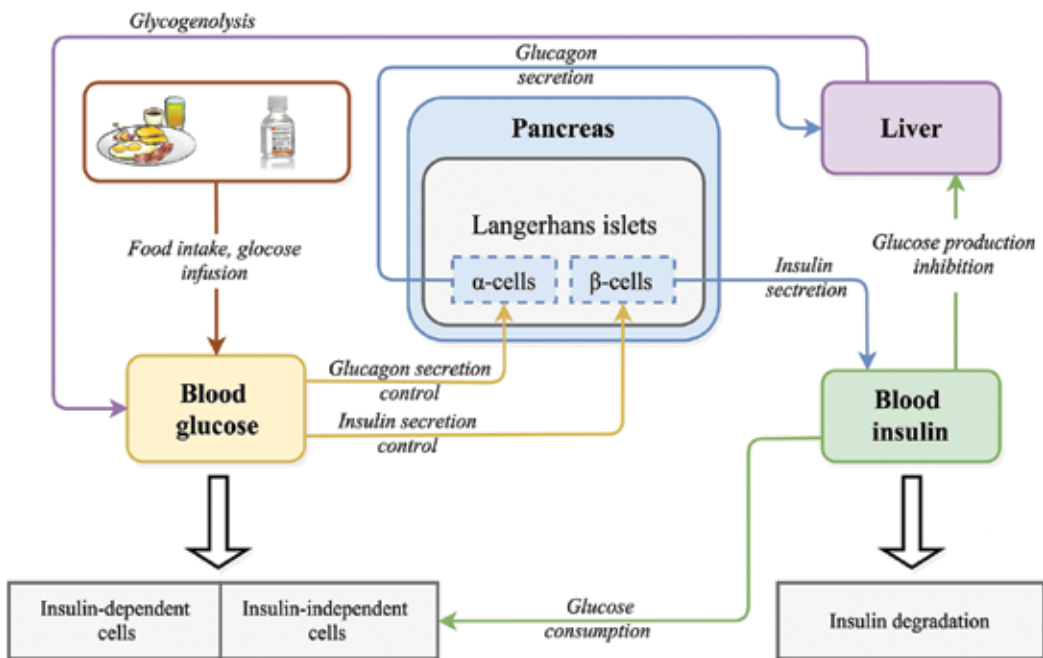 Glycogenolysis
Glucagon
secretion
Pancreas
Liver
Langerhans islets
α-cells
β-cells
Food intake, glocose
infusion
Insulin
sectretion
Glucose production
inhibition
Glucagon secretion
control
Insulin secretion
control
Blood
glucose
Blood
insulin
Insulin-dependent
cells
Insulin-independent
cells
Glucose
consumption
Insulin degradation